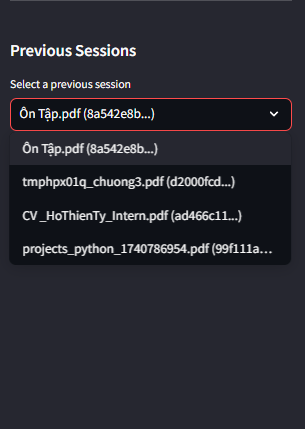 Previous Sessions
Select a previous session
Ôn Tập.pdf (8a542e8b...)
Ôn Tập.pdf (8a542e8b...)
tmphpx01q_chuong3.pdf (d2000fcd...)
CV _HoThienTy_Intern.pdf (ad466c11...)
projects_python_1740786954.pdf (99f111a...